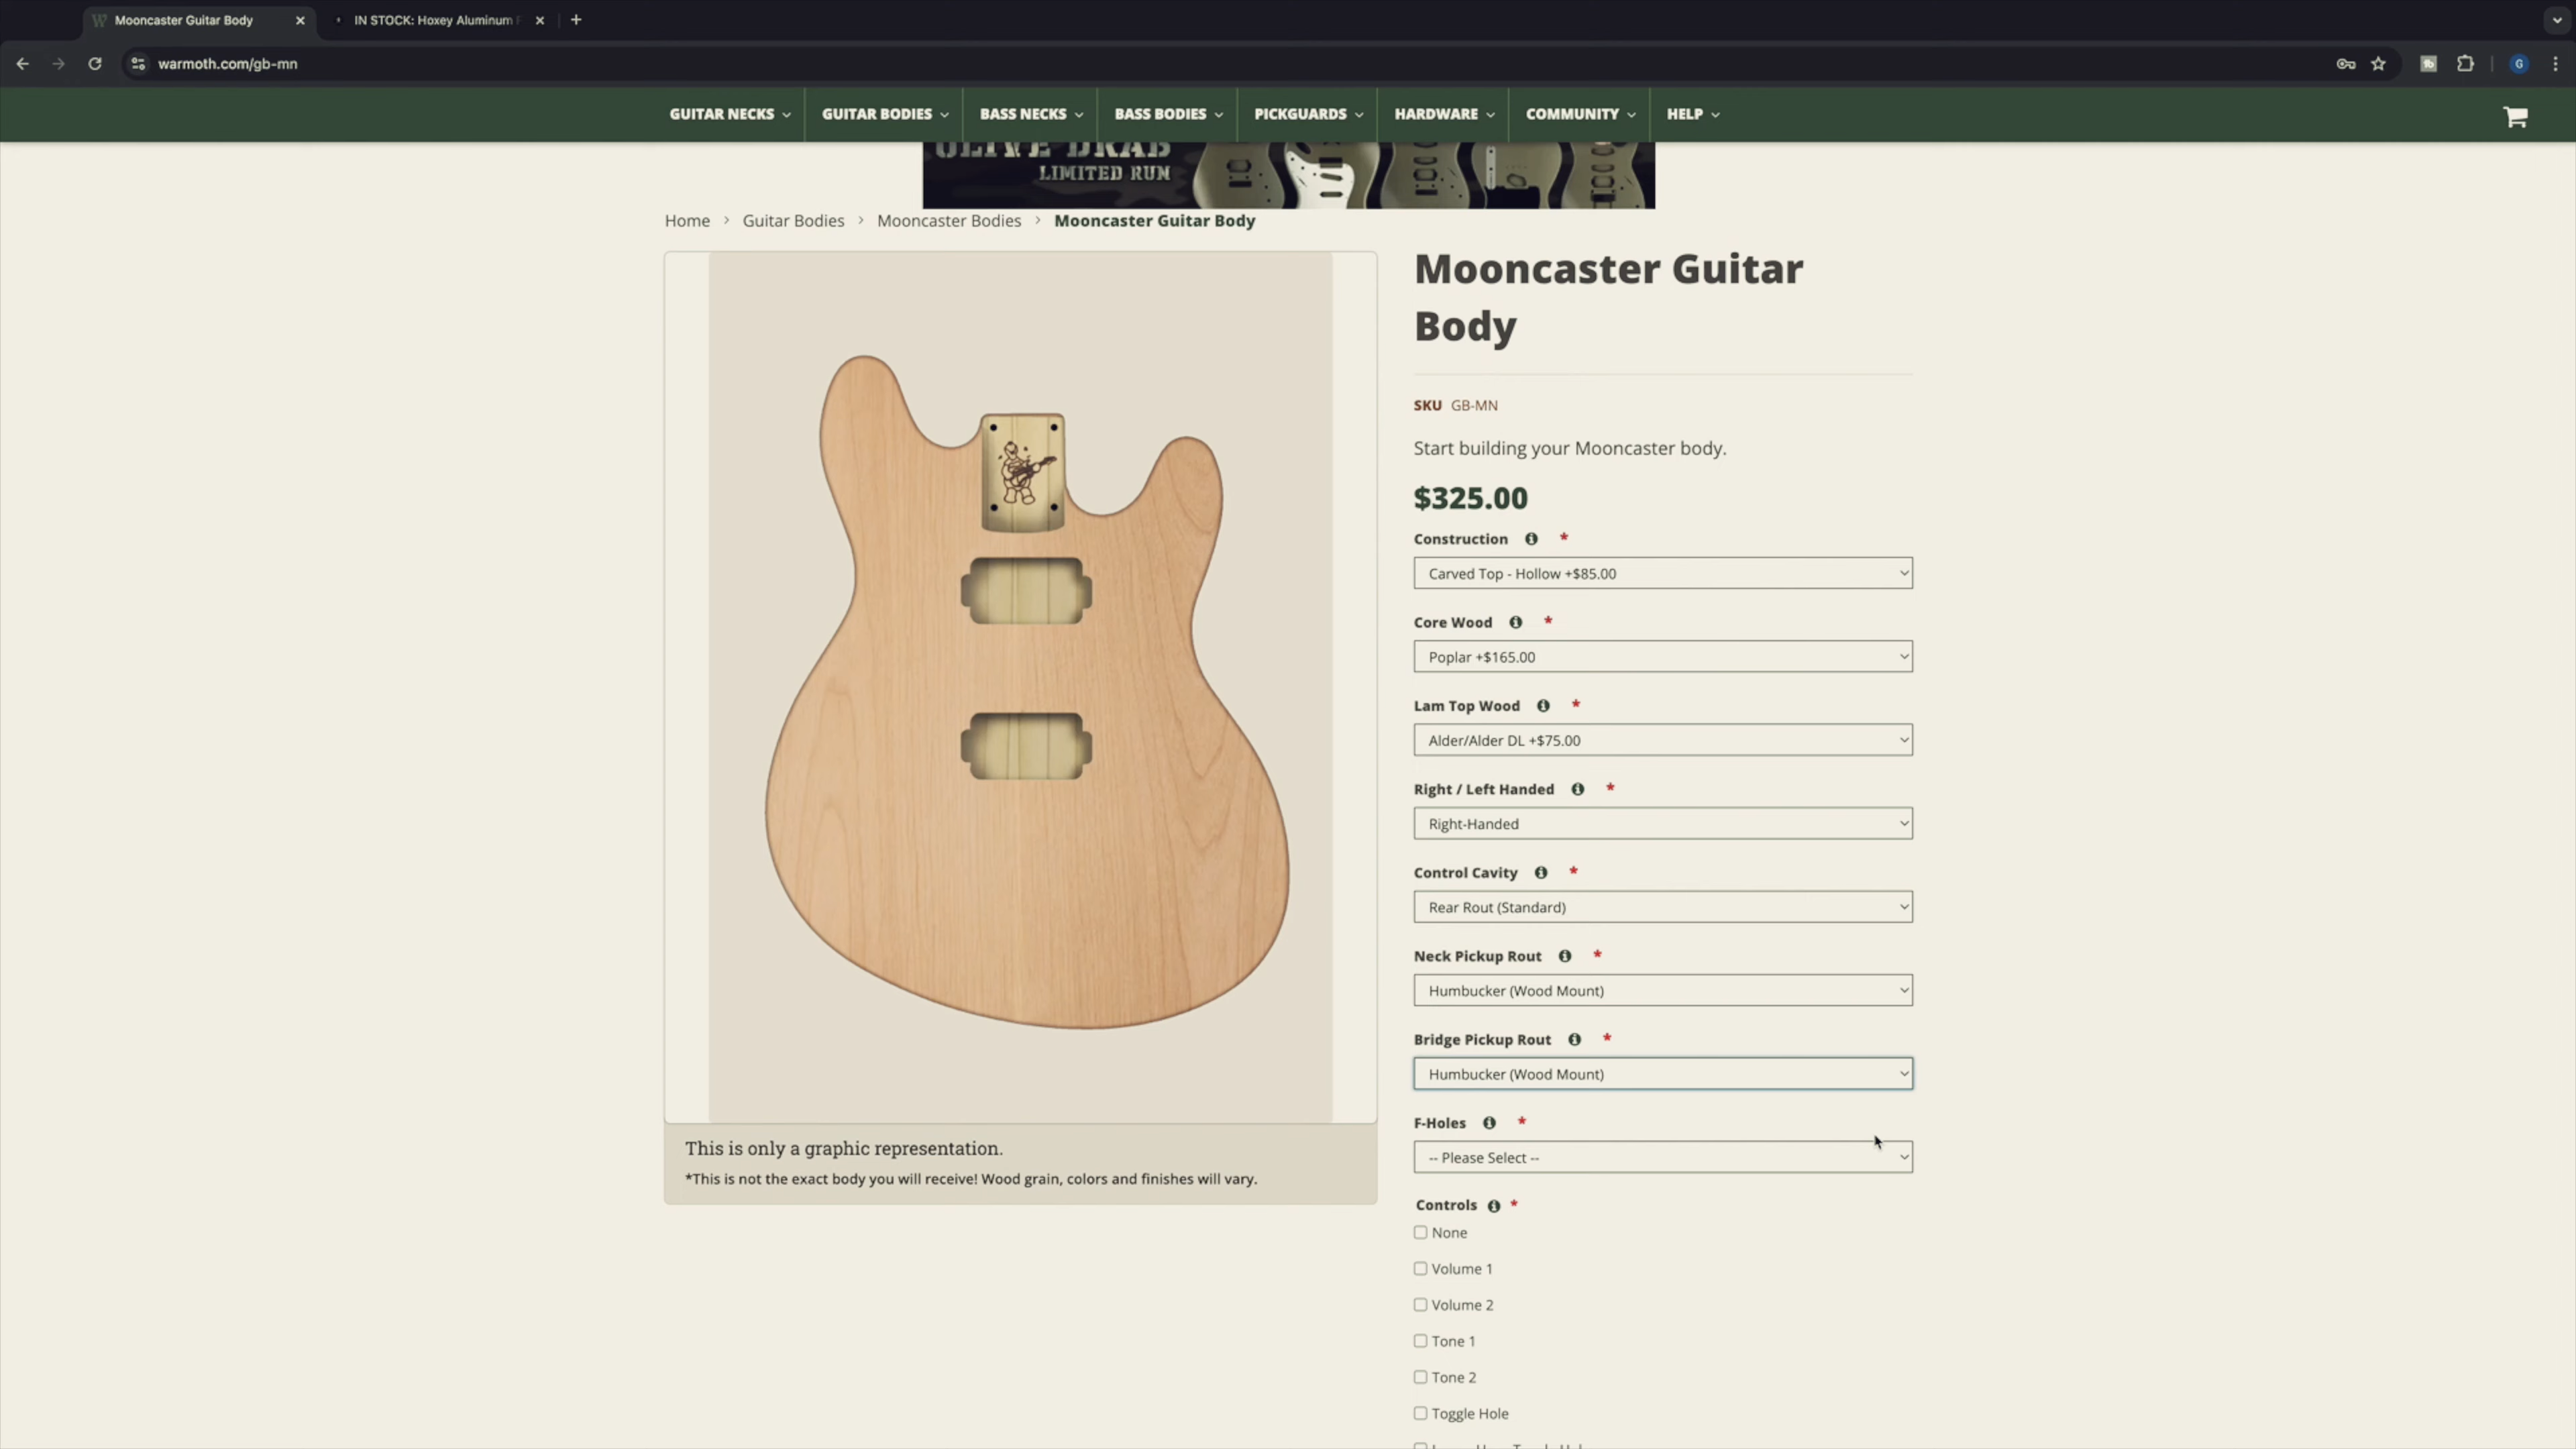 Mooncaster Guitar Body
IN STOCK: Hoxey Aluminum
warmoth.com/gb-mn
G
GUITAR NECKS
GUITAR BODIES
BASS NECKS
BASS BODIES
PICKGUARDS
HARDWARE
COMMUNITY
HELP
OLIVE DRAB
LIMITED RUN
Home > Guitar Bodies > Mooncaster Bodies > Mooncaster Guitar Body
Mooncaster Guitar
Body
SKU GB-MN
Start building your Mooncaster body.
$325.00
Construction *
Carved Top - Hollow +$85.00
Core Wood *
Poplar +$165.00
Lam Top Wood *
Alder/Alder DL +$75.00
Right / Left Handed *
Right-Handed
Control Cavity *
Rear Rout (Standard)
Neck Pickup Rout *
Humbucker (Wood Mount)
Bridge Pickup Rout *
Humbucker (Wood Mount)
F-Holes *
-- Please Select --
Controls *
None
Volume 1
Volume 2
Tone 1
Tone 2
Toggle Hole
This is only a graphic representation.
*This is not the exact body you will receive! Wood grain, colors and finishes will vary.